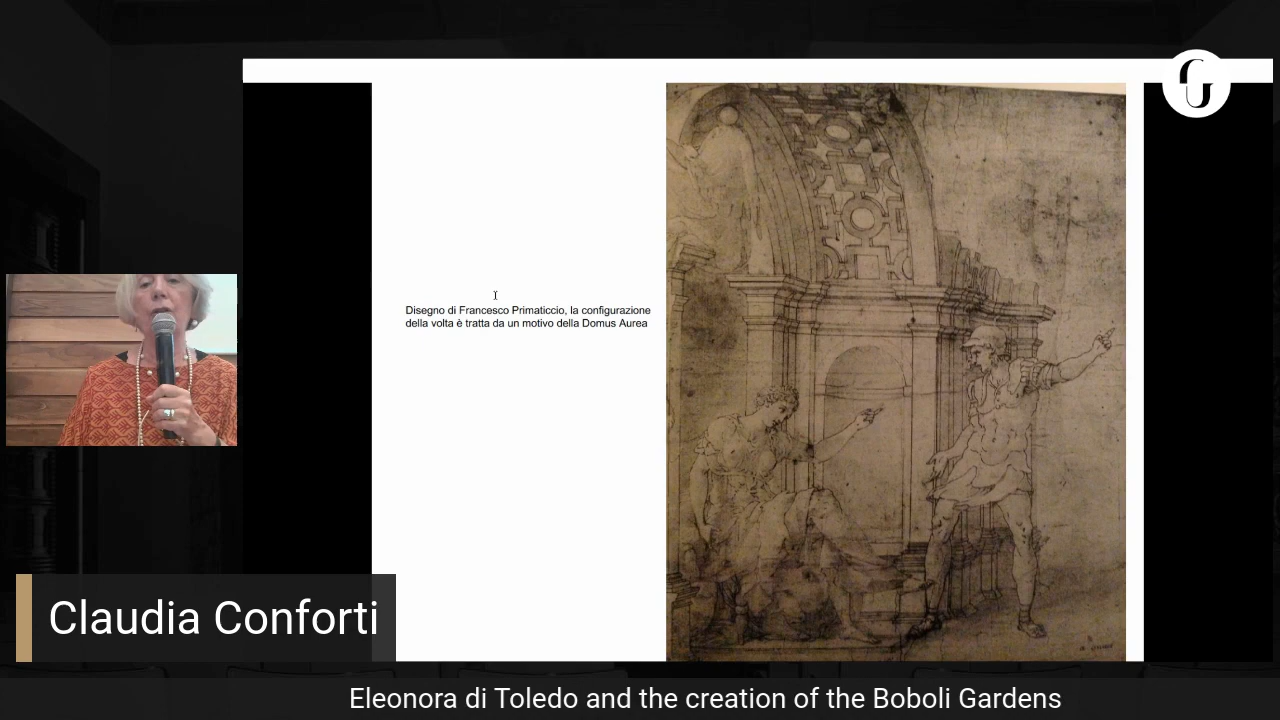 Disegno di Francesco Primaticcio, la configurazione
della volta è tratta da un motivo della Domus Aurea
Claudia Conforti
Eleonora di Toledo and the creation of the Boboli Gardens